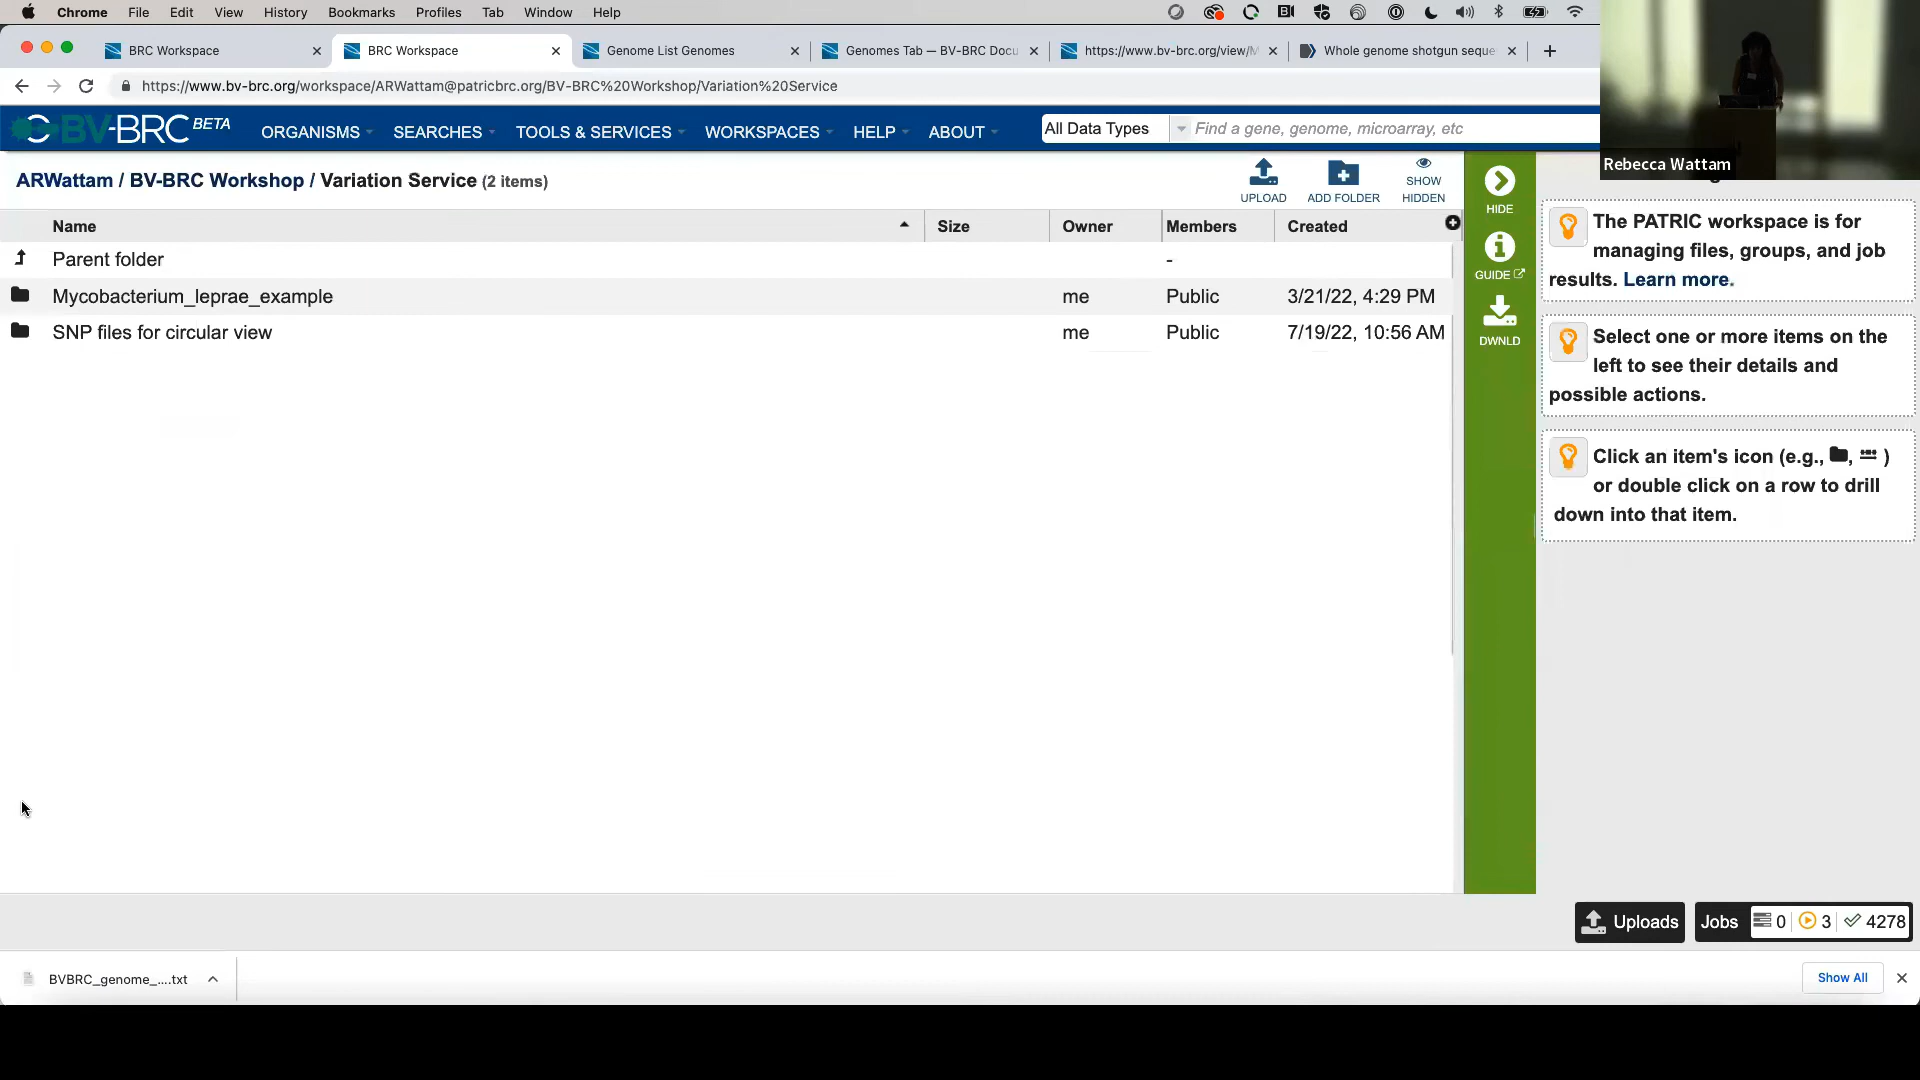 Chrome File Edit View History Bookmarks Profiles Tab Window Help
BRC Workspace
BRC Workspace
Genome List Genomes
Genomes Tab — BV-BRC Docu
https://www.bv-brc.org/view/M
Whole genome shotgun seque
https://www.bv-brc.org/workspace/ARWattam@patricbrc.org/BV-BRC%20Workshop/Variation%20Service
BV-BRC BETA
ORGANISMS SEARCHES TOOLS & SERVICES WORKSPACES HELP ABOUT
All Data Types Find a gene, genome, microarray, etc
Rebecca Wattam
ARWattam / BV-BRC Workshop / Variation Service (2 items)
UPLOAD
ADD FOLDER
SHOW
HIDDEN
HIDE
GUIDE
DWNLD
Name Size Owner Members Created
Parent folder -
Mycobacterium_leprae_example me Public 3/21/22, 4:29 PM
SNP files for circular view me Public 7/19/22, 10:56 AM
The PATRIC workspace is for
managing files, groups, and job
results. Learn more.
Select one or more items on the
left to see their details and
possible actions.
Click an item's icon (e.g., , )
or double click on a row to drill
down into that item.
Uploads
Jobs 0 3 4278
BVBRC_genome_....txt
Show All